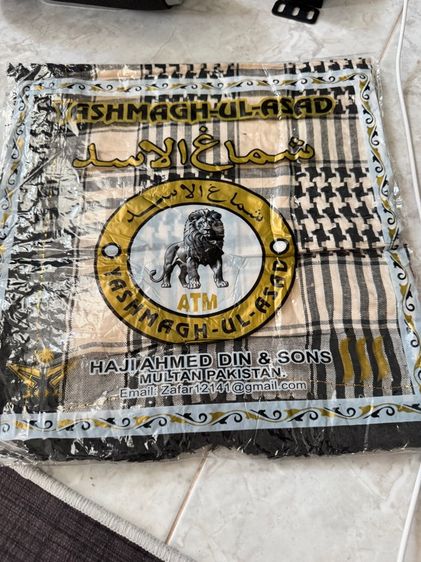 YASHMAGH-UL-ASAD
شماغ الاسد
شماغ الاسد
ATM
YASHMAGH-UL-ASAD
HAJI AHMED DIN & SONS
MULTAN PAKISTAN.
Email: Zafar12141@gmail.com